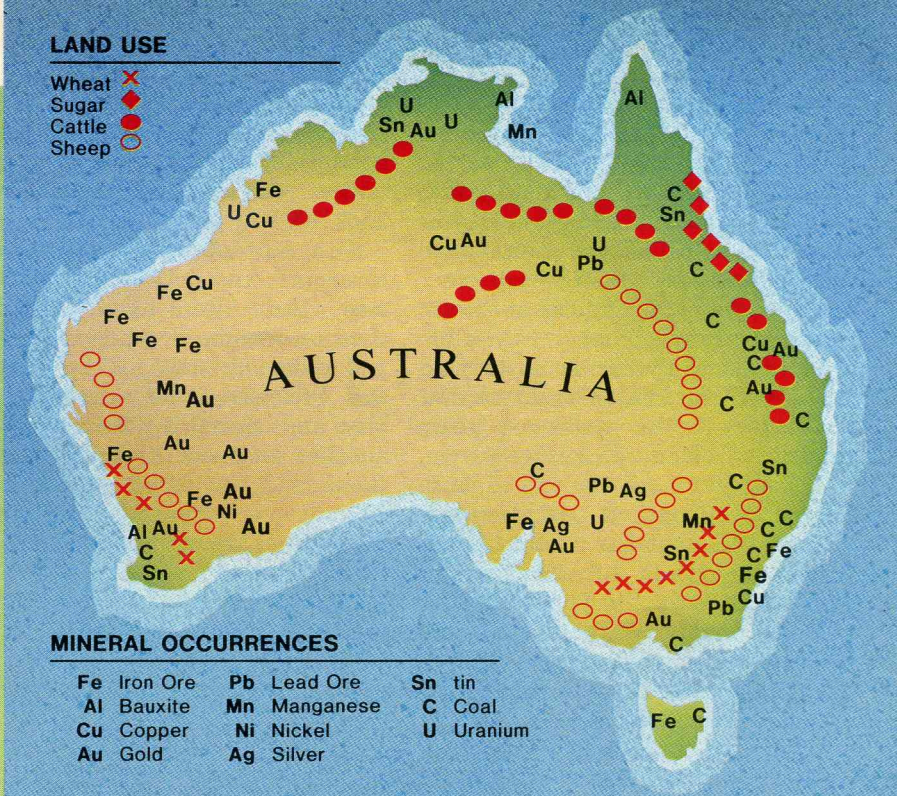 LAND USE
Wheat
Sugar
Cattle
Sheep
U
Al
Al
Sn Au U
Mn
Fe
C
U Cu
Sn
Cu Au
U
Cu Pb
C
Fe Cu
Fe
C
Fe Fe
Cu Au
C
AUSTRALIA
Mn Au
Au
C
C
Au
Au
Fe
C
Sn
Fe Au
Pb Ag
C
Ni
Al Au
Au
Fe Ag
U
Mn
C
C
Au
Sn
C Fe
C
Sn
Fe
Cu
Pb
Au
C
MINERAL OCCURRENCES
Fe Iron Ore Pb Lead Ore Sn tin
Al Bauxite Mn Manganese C Coal
Cu Copper Ni Nickel U Uranium
Au Gold Ag Silver
Fe C